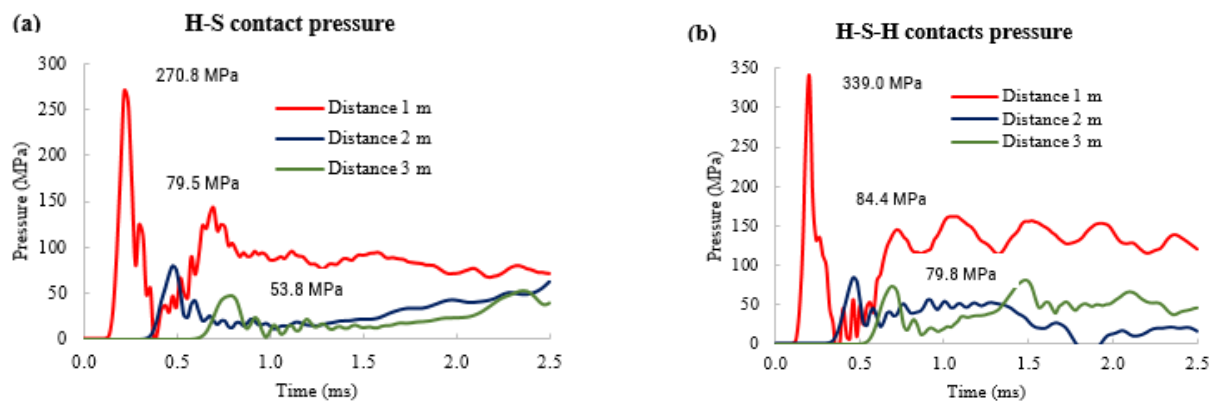 (a)
H-S contact pressure
300
250
200
150
100
50
0
Pressure (MPa)
270.8 MPa
Distance 1 m
Distance 2 m
Distance 3 m
79.5 MPa
53.8 MPa
0.0 0.5 1.0 1.5 2.0 2.5
Time (ms)
(b)
H-S-H contacts pressure
350
300
250
200
150
100
50
0
Pressure (MPa)
339.0 MPa
Distance 1 m
Distance 2 m
Distance 3 m
84.4 MPa
79.8 MPa
0.0 0.5 1.0 1.5 2.0 2.5
Time (ms)